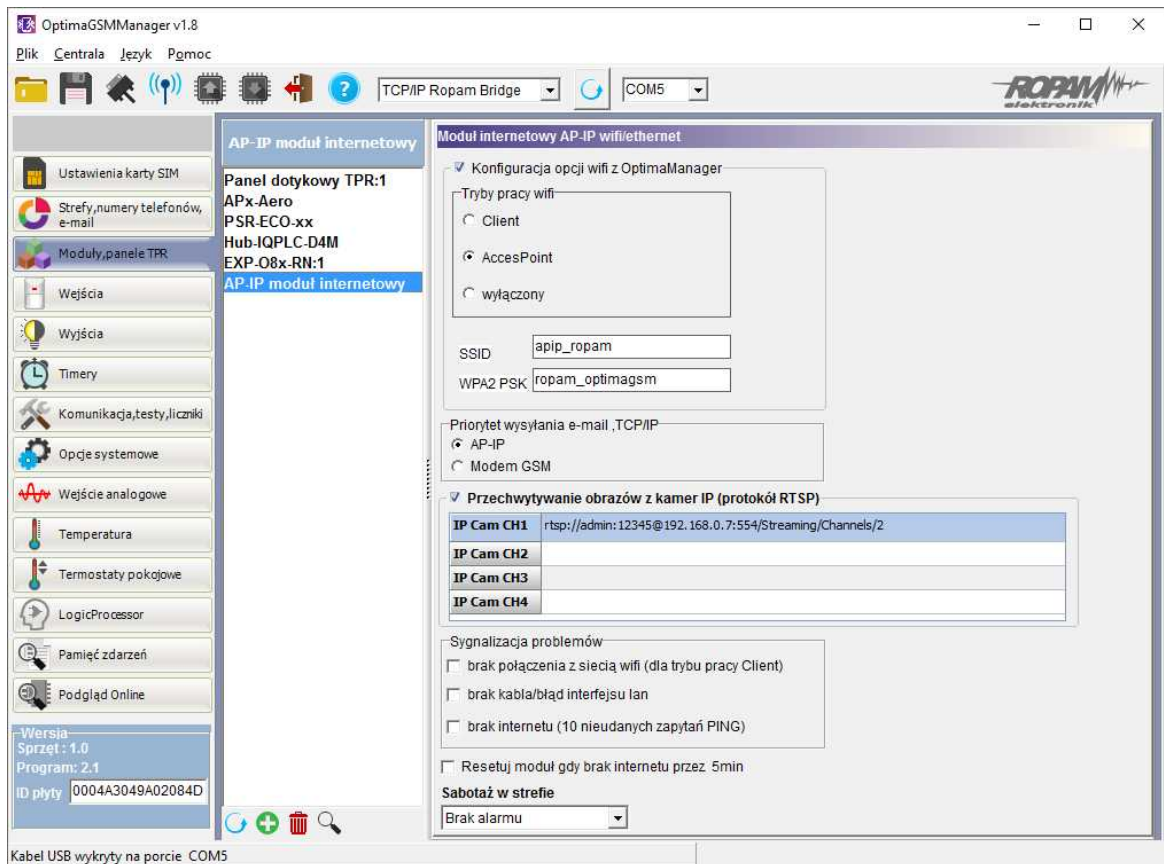 OptimaGSMManager v1.8
Plik Centrala Język Pomoc
TCP/IP Ropam Bridge
COM5
ROPAM
elektronik
Ustawienia karty SIM
Strefy,numery telefonów,
e-mail
Moduły,panele TPR
Wejścia
Wyjścia
Timery
Komunikacja,testy,liczniki
Opcje systemowe
Wejście analogowe
Temperatura
Termostaty pokojowe
LogicProcessor
Pamięć zdarzeń
Podgląd Online
Wersja
Sprzęt : 1.0
Program: 2.1
ID płyty 0004A3049A02084D
AP-IP moduł internetowy
Panel dotykowy TPR:1
APx-Aero
PSR-ECO-xx
Hub-IQPLC-D4M
EXP-O8x-RN:1
AP-IP moduł internetowy
Moduł internetowy AP-IP wifi/ethernet
Konfiguracja opcji wifi z OptimaManager
Tryby pracy wifi
Client
AccesPoint
wyłączony
SSID apip_ropam
WPA2 PSK ropam_optimagsm
Priorytet wysyłania e-mail ,TCP/IP
AP-IP
Modem GSM
Przechwytywanie obrazów z kamer IP (protokół RTSP)
IP Cam CH1 rtsp://admin:12345@192.168.0.7:554/Streaming/Channels/2
IP Cam CH2
IP Cam CH3
IP Cam CH4
Sygnalizacja problemów
brak połączenia z siecią wifi (dla trybu pracy Client)
brak kabla/błąd interfejsu lan
brak internetu (10 nieudanych zapytań PING)
Resetuj moduł gdy brak internetu przez 5min
Sabotaż w strefie
Brak alarmu
Kabel USB wykryty na porcie COM5